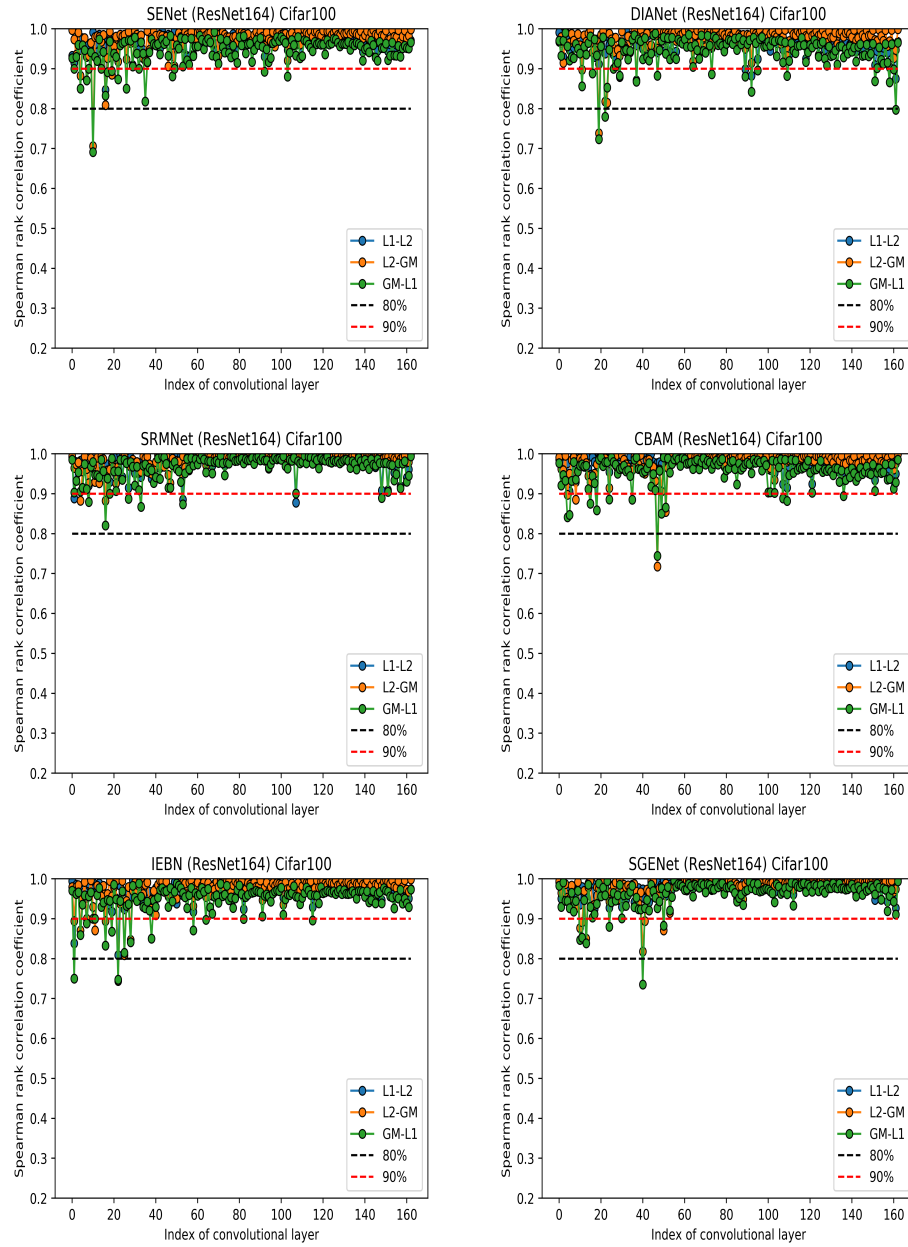 SENet (ResNet164) Cifar100
Spearman rank correlation coefficient
1.0
0.9
0.8
0.7
0.6
0.5
0.4
0.3
0.2
L1-L2
L2-GM
GM-L1
80%
90%
0 20 40 60 80 100 120 140 160
Index of convolutional layer
DIANet (ResNet164) Cifar100
Spearman rank correlation coefficient
1.0
0.9
0.8
0.7
0.6
0.5
0.4
0.3
0.2
L1-L2
L2-GM
GM-L1
80%
90%
0 20 40 60 80 100 120 140 160
Index of convolutional layer
SRMNet (ResNet164) Cifar100
Spearman rank correlation coefficient
1.0
0.9
0.8
0.7
0.6
0.5
0.4
0.3
0.2
L1-L2
L2-GM
GM-L1
80%
90%
0 20 40 60 80 100 120 140 160
Index of convolutional layer
CBAM (ResNet164) Cifar100
Spearman rank correlation coefficient
1.0
0.9
0.8
0.7
0.6
0.5
0.4
0.3
0.2
L1-L2
L2-GM
GM-L1
80%
90%
0 20 40 60 80 100 120 140 160
Index of convolutional layer
IEBN (ResNet164) Cifar100
Spearman rank correlation coefficient
1.0
0.9
0.8
0.7
0.6
0.5
0.4
0.3
0.2
L1-L2
L2-GM
GM-L1
80%
90%
0 20 40 60 80 100 120 140 160
Index of convolutional layer
SGENet (ResNet164) Cifar100
Spearman rank correlation coefficient
1.0
0.9
0.8
0.7
0.6
0.5
0.4
0.3
0.2
L1-L2
L2-GM
GM-L1
80%
90%
0 20 40 60 80 100 120 140 160
Index of convolutional layer